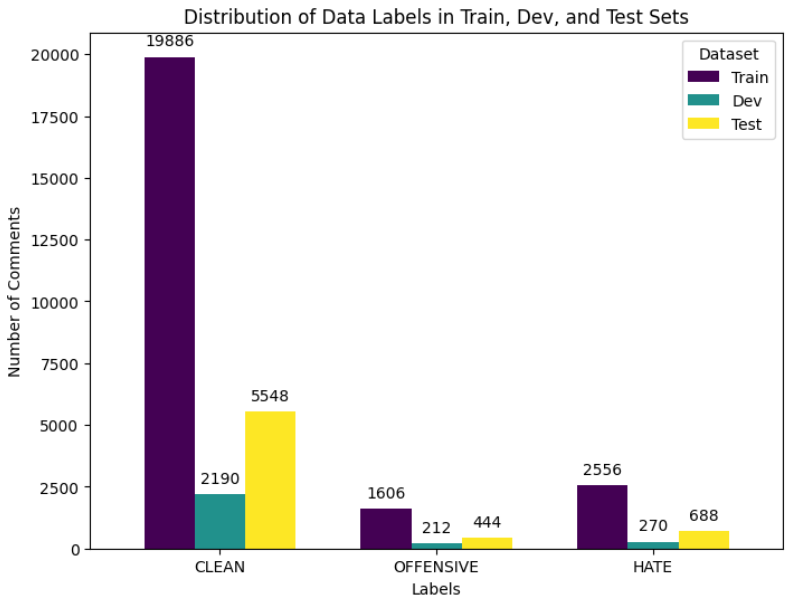 Distribution of Data Labels in Train, Dev, and Test Sets
19886
20000
17500
15000
12500
10000
7500
5000
2500
0
Number of Comments
Dataset
Train
Dev
Test
2190
5548
1606
212
444
2556
270
688
CLEAN
OFFENSIVE
HATE
Labels